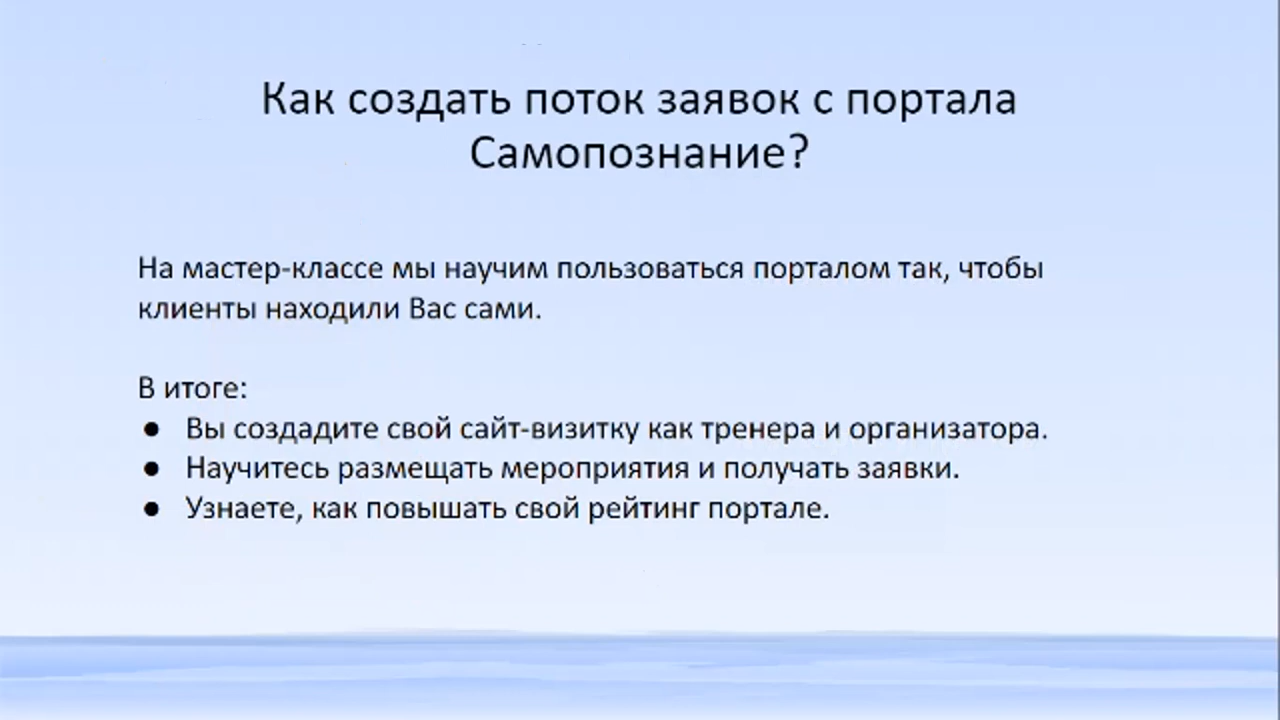 Как создать поток заявок с портала
Самопознание?
На мастер-классе мы научим пользоваться порталом так, чтобы
клиенты находили Вас сами.
В итоге:
● Вы создадите свой сайт-визитку как тренера и организатора.
● Научитесь размещать мероприятия и получать заявки.
● Узнаете, как повышать свой рейтинг портале.